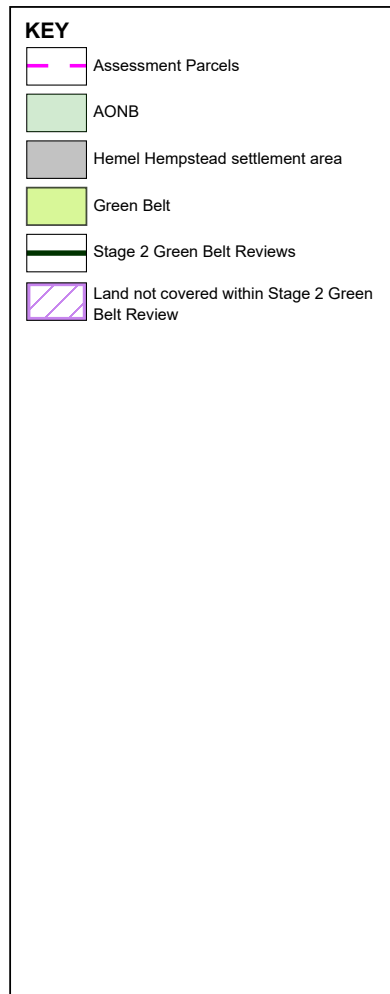 KEY
Assessment Parcels
AONB
Hemel Hempstead settlement area
Green Belt
Stage 2 Green Belt Reviews
Land not covered within Stage 2 Green
Belt Review